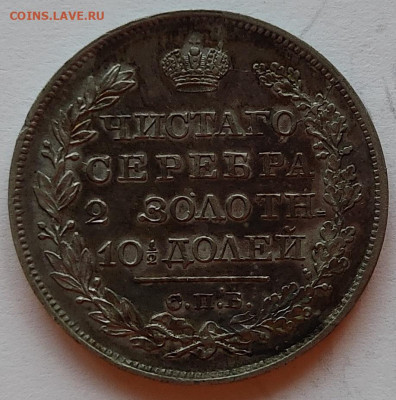 COINS.LAVE.RU
ЧИСТАГО
СЕРЕБРА
2 ЗОЛОТН.
10½ ДОЛЕЙ
С.П.Б.